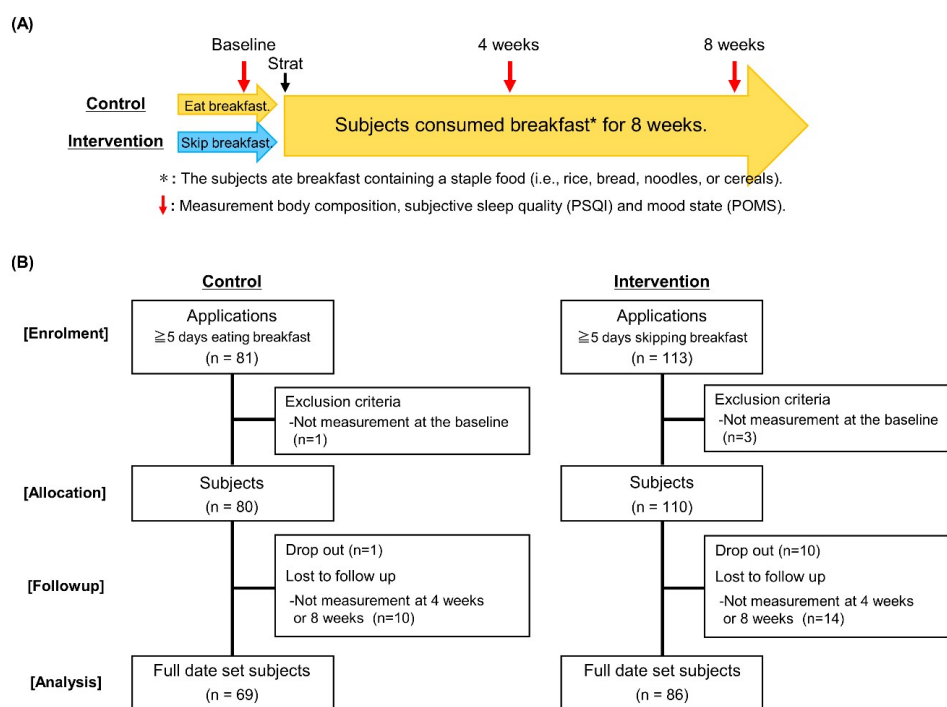 (A)
Baseline
4 weeks
8 weeks
Strat
Control
Eat breakfast.
Intervention
Skip breakfast.
Subjects consumed breakfast* for 8 weeks.
*: The subjects ate breakfast containing a staple food (i.e., rice, bread, noodles, or cereals).
: Measurement body composition, subjective sleep quality (PSQI) and mood state (POMS).
(B)
Control
Intervention
[Enrolment]
Applications
≧5 days eating breakfast
(n = 81)
Applications
≧5 days skipping breakfast
(n = 113)
Exclusion criteria
-Not measurement at the baseline
(n=1)
Exclusion criteria
-Not measurement at the baseline
(n=3)
[Allocation]
Subjects
(n = 80)
Subjects
(n = 110)
[Followup]
Drop out (n=1)
Lost to follow up
-Not measurement at 4 weeks
or 8 weeks (n=10)
Drop out (n=10)
Lost to follow up
-Not measurement at 4 weeks
or 8 weeks (n=14)
[Analysis]
Full date set subjects
(n = 69)
Full date set subjects
(n = 86)